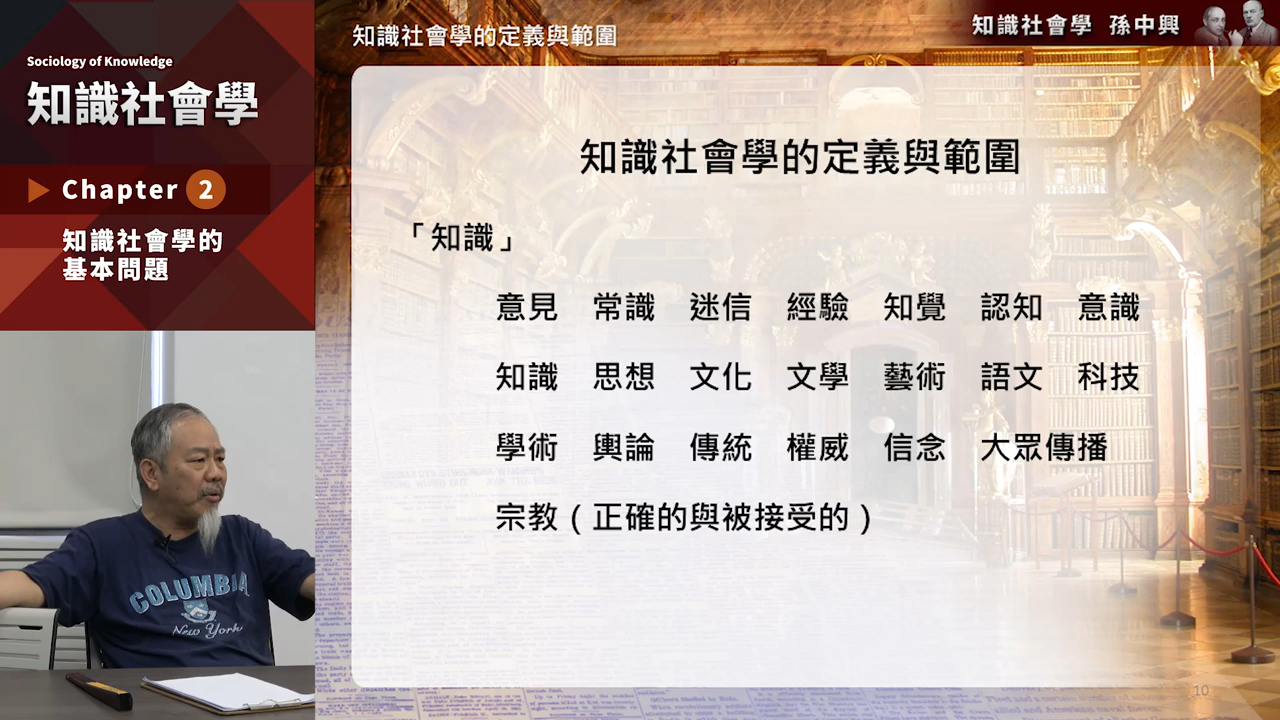 Sociology of Knowledge
知識社會學
Chapter 2
知識社會學的
基本問題
COLUMBIA
New York
知識社會學的定義與範圍
知識社會學 孫中興
知識社會學的定義與範圍
「知識」
意見 常識 迷信 經驗 知覺 認知 意識
知識 思想 文化 文學 藝術 語文 科技
學術 輿論 傳統 權威 信念 大眾傳播
宗教(正確的與被接受的)
10